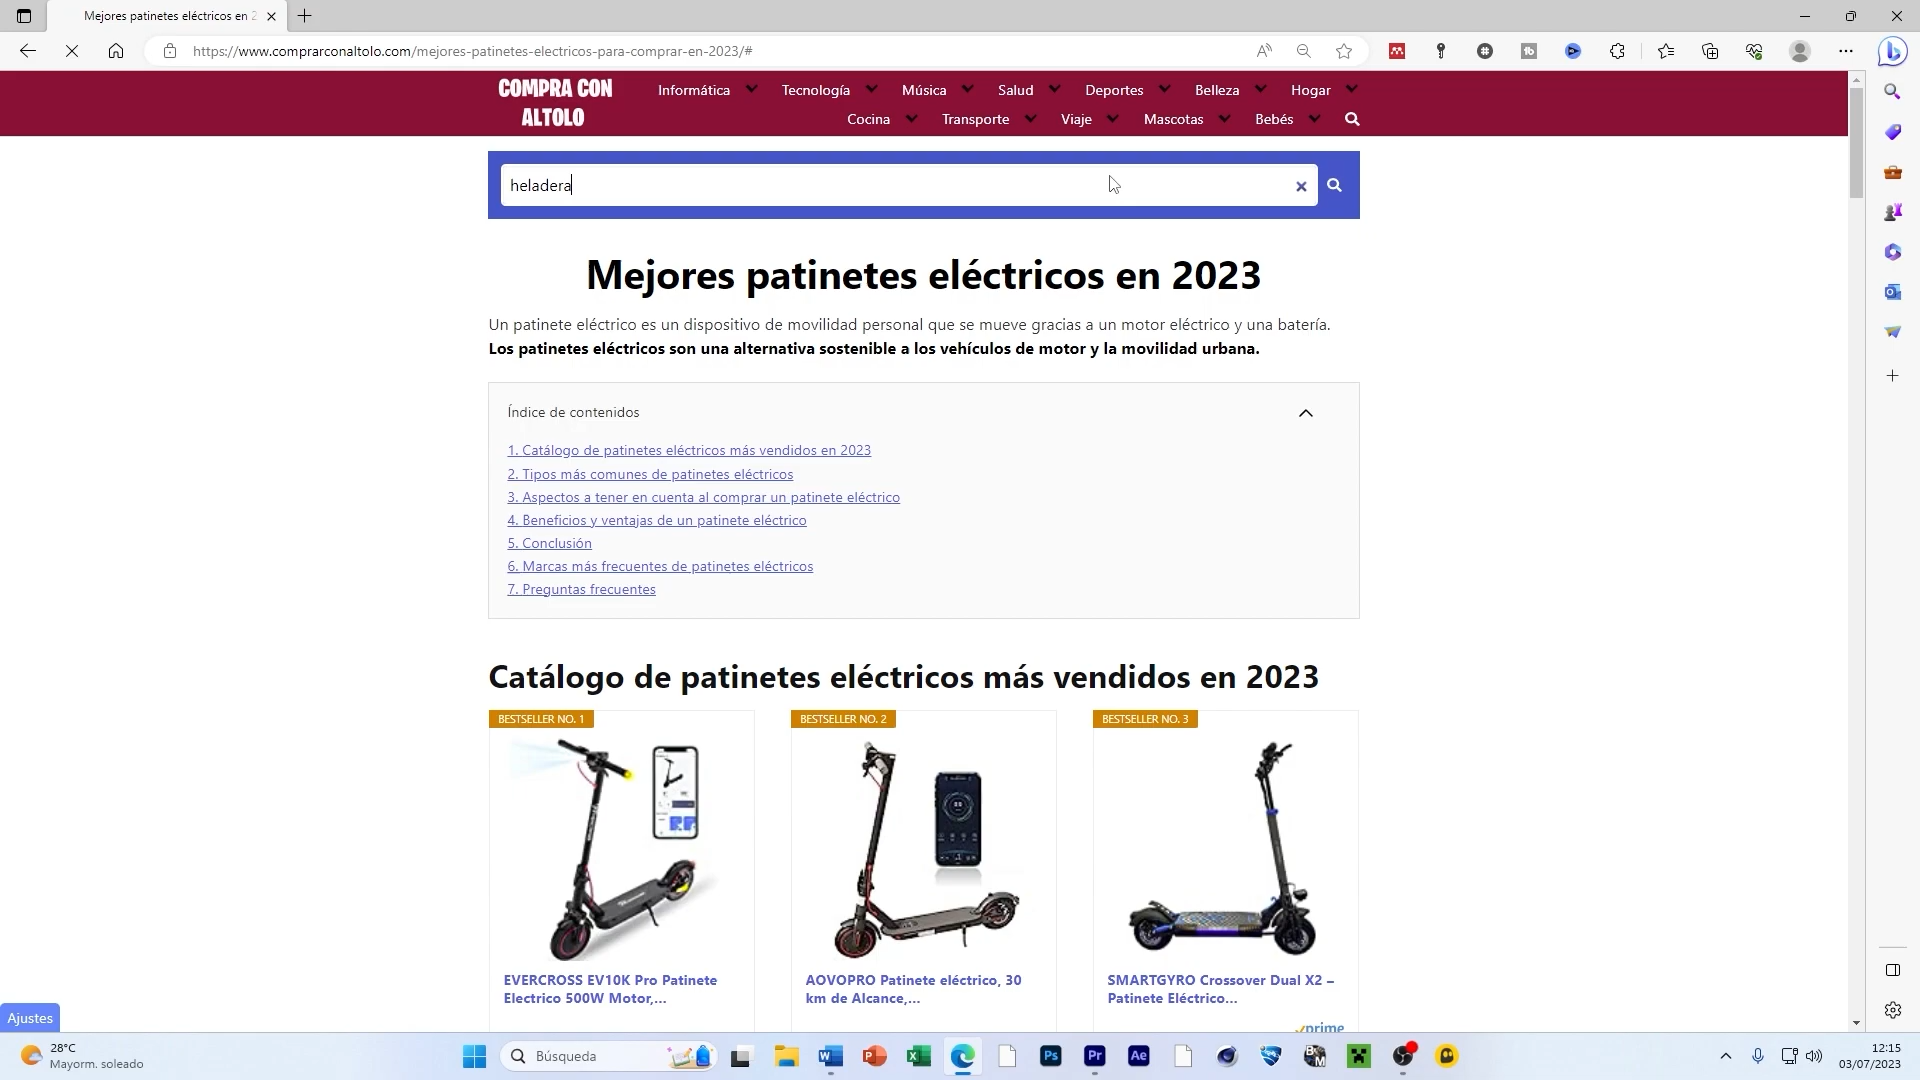 Mejores patinetes eléctricos en 2
https://www.comprarconaltolo.com/mejores-patinetes-electricos-para-comprar-en-2023/#
COMPRA CON
ALTOLO
Informática Tecnología Música Salud Deportes Belleza Hogar
Cocina Transporte Viaje Mascotas Bebés
heladera
Mejores patinetes eléctricos en 2023
Un patinete eléctrico es un dispositivo de movilidad personal que se mueve gracias a un motor eléctrico y una batería.
Los patinetes eléctricos son una alternativa sostenible a los vehículos de motor y la movilidad urbana.
Índice de contenidos
1. Catálogo de patinetes eléctricos más vendidos en 2023
2. Tipos más comunes de patinetes eléctricos
3. Aspectos a tener en cuenta al comprar un patinete eléctrico
4. Beneficios y ventajas de un patinete eléctrico
5. Conclusión
6. Marcas más frecuentes de patinetes eléctricos
7. Preguntas frecuentes
Catálogo de patinetes eléctricos más vendidos en 2023
BESTSELLER NO. 1
BESTSELLER NO. 2
BESTSELLER NO. 3
EVERCROSS EV10K Pro Patinete
Electrico 500W Motor,...
AOVOPRO Patinete eléctrico, 30
km de Alcance,...
SMARTGYRO Crossover Dual X2 –
Patinete Eléctrico...
prime
Ajustes
28°C
Mayorm. soleado
Búsqueda
Ps
Pr
Ae
12:15
03/07/2023